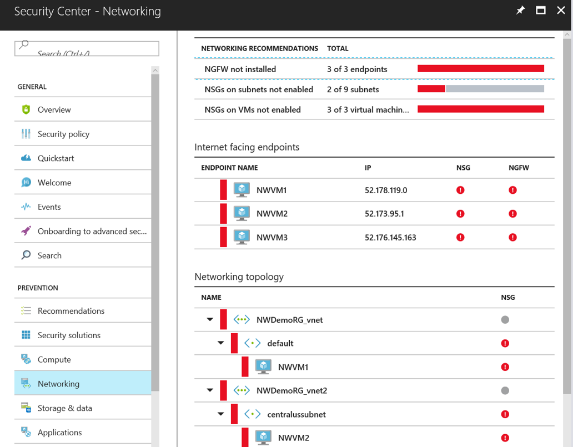 Security Center - Networking
Search (Ctrl+/)
GENERAL
Overview
Security policy
Quickstart
Welcome
Events
Onboarding to advanced sec...
Search
PREVENTION
Recommendations
Security solutions
Compute
Networking
Storage & data
Applications
NETWORKING RECOMMENDATIONS TOTAL
NGFW not installed 3 of 3 endpoints
NSGs on subnets not enabled 2 of 9 subnets
NSGs on VMs not enabled 3 of 3 virtual machin...
Internet facing endpoints
ENDPOINT NAME IP NSG NGFW
NWVM1 52.178.119.0
NWVM2 52.173.95.1
NWVM3 52.176.145.163
Networking topology
NAME NSG
NWDemoRG_vnet
default
NWVM1
NWDemoRG_vnet2
centralussubnet
NWVM2